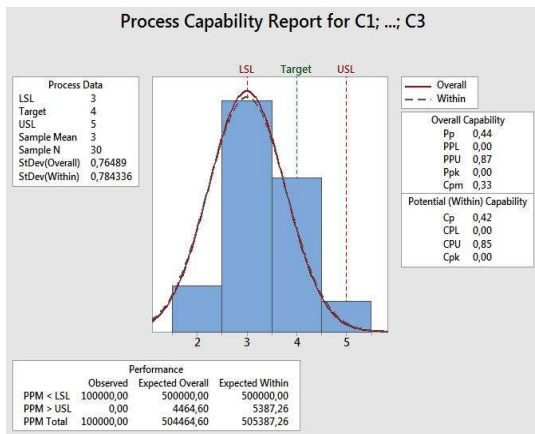 Process Capability Report for C1; ...; C3
Process Data
LSL 3
Target 4
USL 5
Sample Mean 3
Sample N 30
StDev(Overall) 0,76489
StDev(Within) 0,784336
LSL Target USL
Overall
Within
Overall Capability
Pp 0,44
PPL 0,00
PPU 0,87
Ppk 0,00
Cpm 0,33
Potential (Within) Capability
Cp 0,42
CPL 0,00
CPU 0,85
Cpk 0,00
2 3 4 5
Performance
Observed Expected Overall Expected Within
PPM < LSL 100000,00 500000,00 500000,00
PPM > USL 0,00 4464,60 5387,26
PPM Total 100000,00 504464,60 505387,26